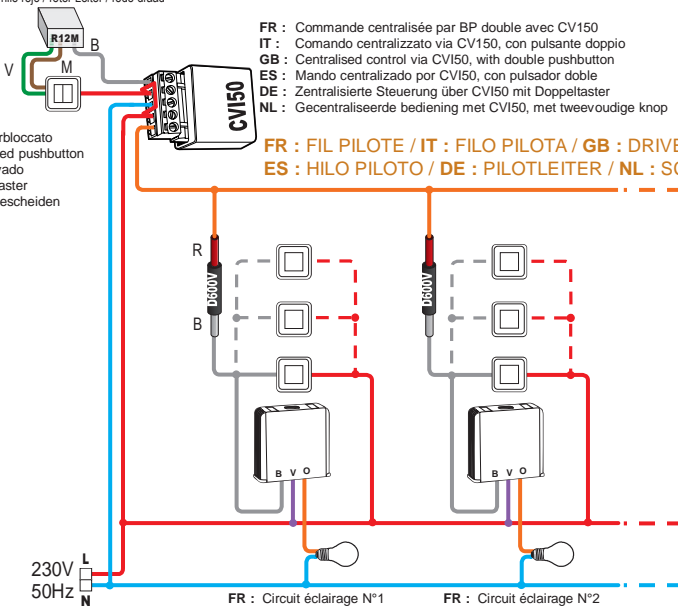 R12M
B
V
M
CVI50
FR : Commande centralisée par BP double avec CV150
IT : Comando centralizzato via CV150, con pulsante doppio
GB : Centralised control via CVI50, with double pushbutton
ES : Mando centralizado por CVI50, con pulsador doble
DE : Zentralisierte Steuerung über CVI50 mit Doppeltaster
NL : Gecentraliseerde bediening met CVI50, met tweevoudige knop
rbloccato
ed pushbutton
vado
aster
escheiden
FR : FIL PILOTE / IT : FILO PILOTA / GB : DRIVE
ES : HILO PILOTO / DE : PILOTLEITER / NL : SC
R
D600V
B
D600V
B V O
B V O
230V L
50Hz N
FR : Circuit éclairage N°1
FR : Circuit éclairage N°2